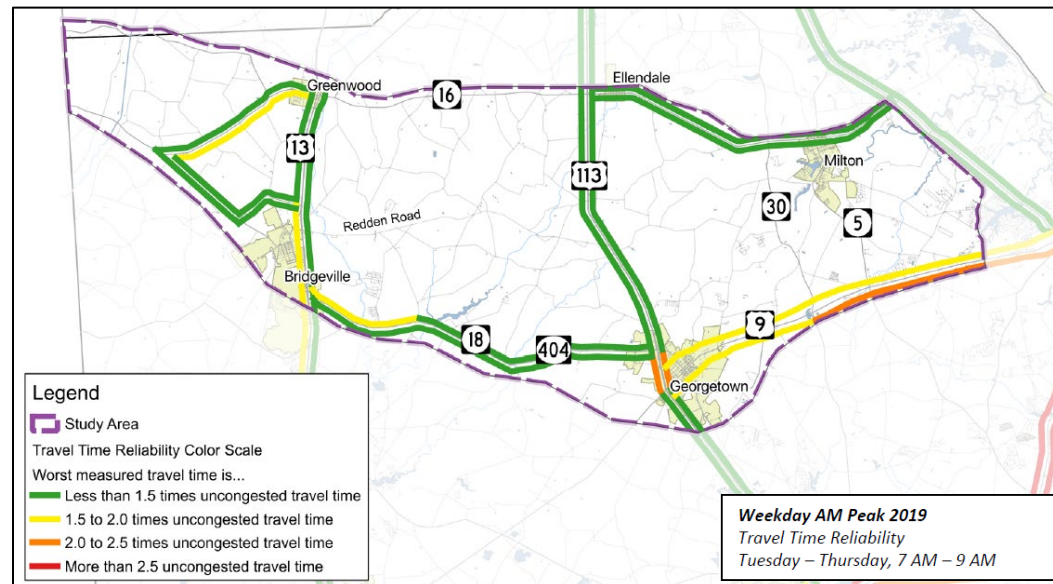 Greenwood
16
Ellendale
13
113
Milton
30
5
Redden Road
Bridgeville
9
18
404
Georgetown
Legend
Study Area
Travel Time Reliability Color Scale
Worst measured travel time is...
Less than 1.5 times uncongested travel time
1.5 to 2.0 times uncongested travel time
2.0 to 2.5 times uncongested travel time
More than 2.5 uncongested travel time
Weekday AM Peak 2019
Travel Time Reliability
Tuesday – Thursday, 7 AM – 9 AM